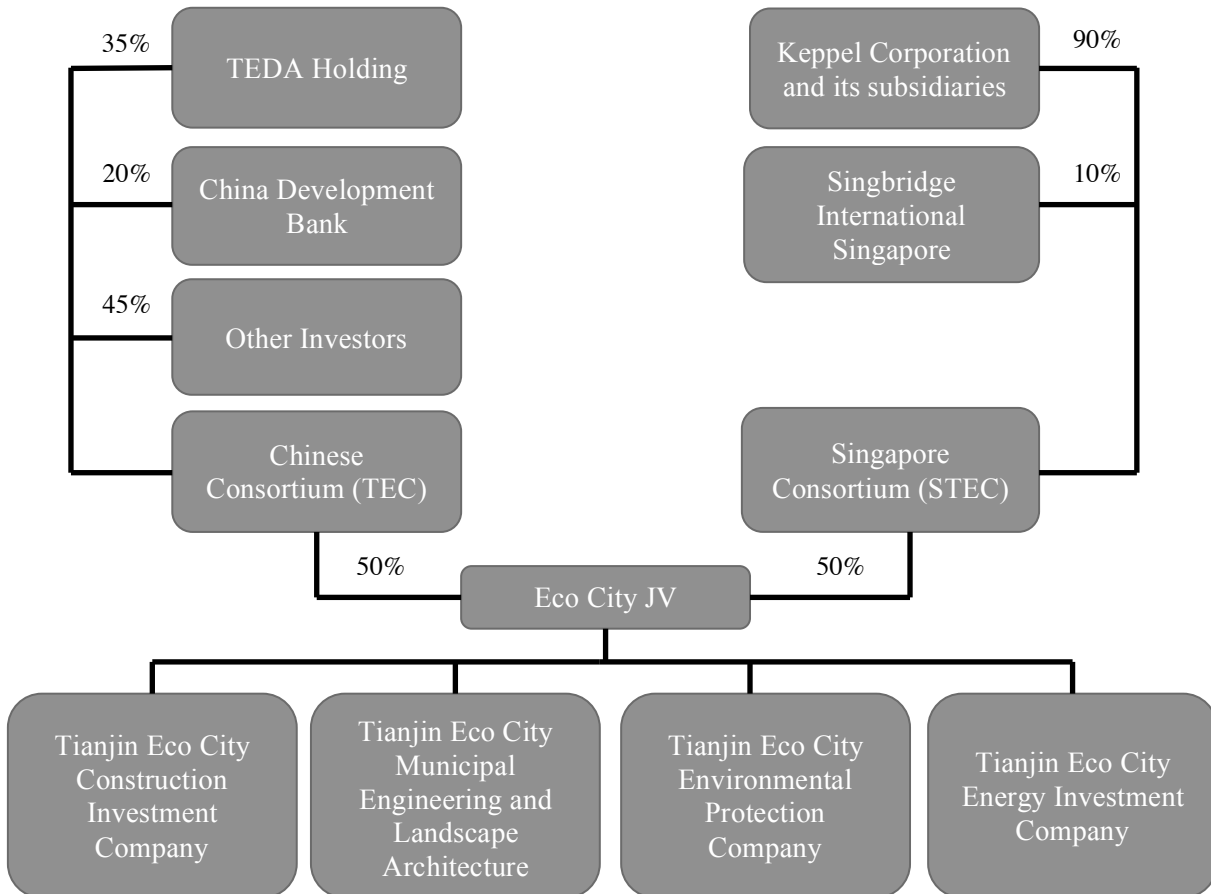 35%
TEDA Holding
20%
China Development
Bank
45%
Other Investors
Chinese
Consortium (TEC)
90%
Keppel Corporation
and its subsidiaries
10%
Singbridge
International
Singapore
Singapore
Consortium (STEC)
50%
50%
Eco City JV
Tianjin Eco City
Construction
Investment
Company
Tianjin Eco City
Municipal
Engineering and
Landscape
Architecture
Tianjin Eco City
Environmental
Protection
Company
Tianjin Eco City
Energy Investment
Company